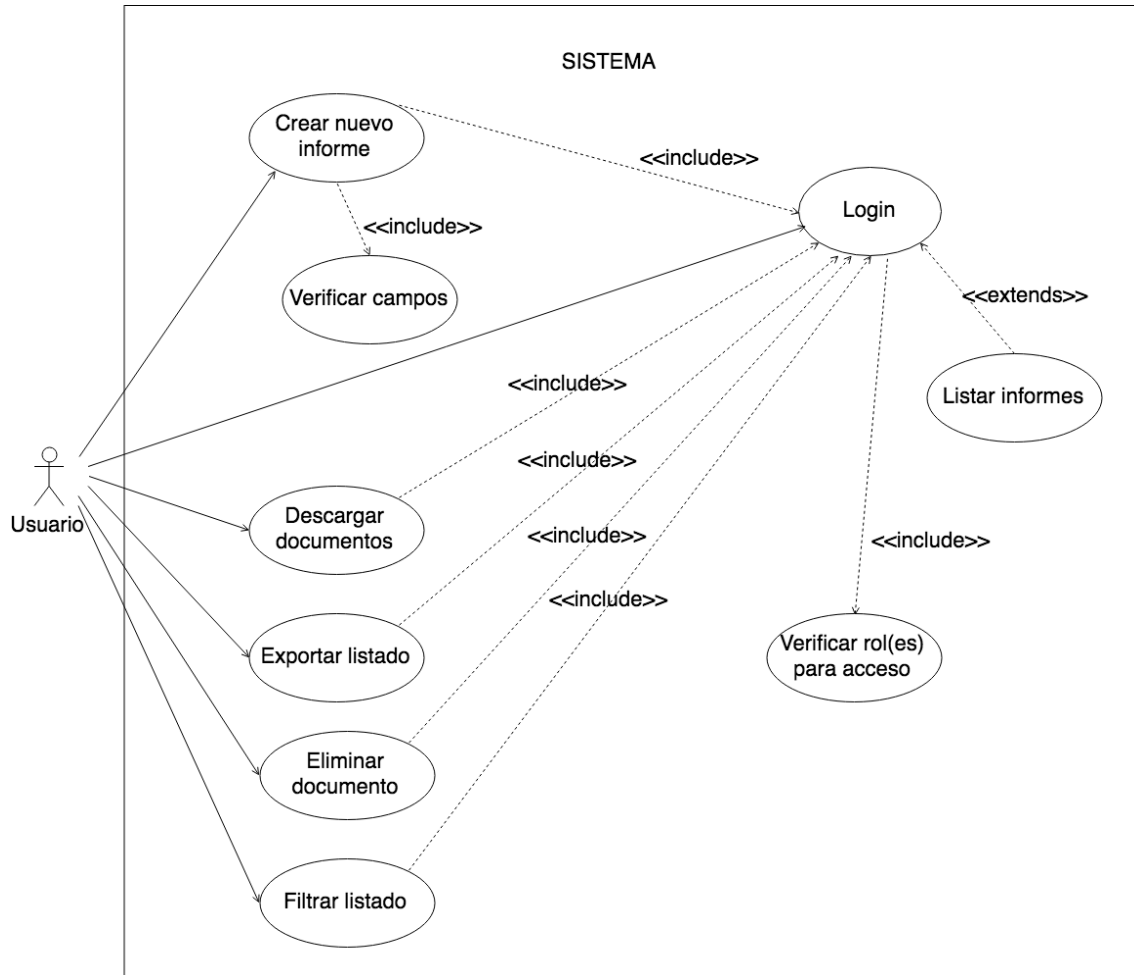 SISTEMA
Crear nuevo
informe
<<include>>
Login
<<include>>
Verificar campos
<<extends>>
Listar informes
<<include>>
<<include>>
Usuario
Descargar
documentos
<<include>>
<<include>>
<<include>>
Exportar listado
Verificar rol(es)
para acceso
Eliminar
documento
Filtrar listado